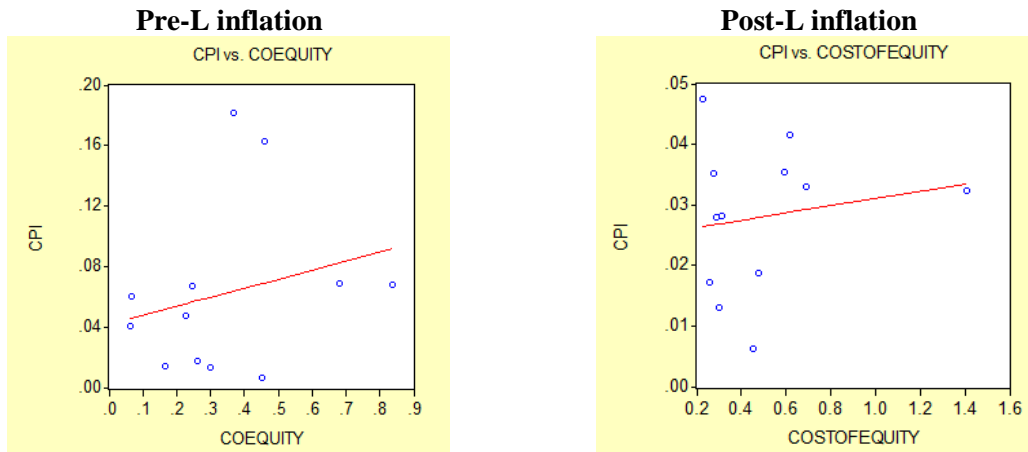 Pre-L inflation
CPI vs. COEQUITY
.20
.16
.12
.08
.04
.00
CPI
.0 .1 .2 .3 .4 .5 .6 .7 .8 .9
COEQUITY
Post-L inflation
CPI vs. COSTOFEQUITY
.05
.04
.03
.02
.01
.00
CPI
0.2 0.4 0.6 0.8 1.0 1.2 1.4 1.6
COSTOFEQUITY